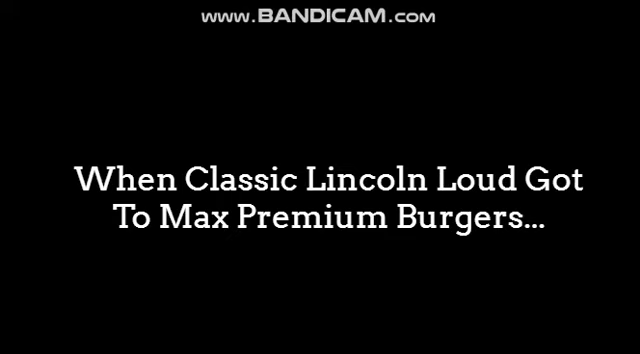 www.BANDICAM.com
When Classic Lincoln Loud Got
To Max Premium Burgers...